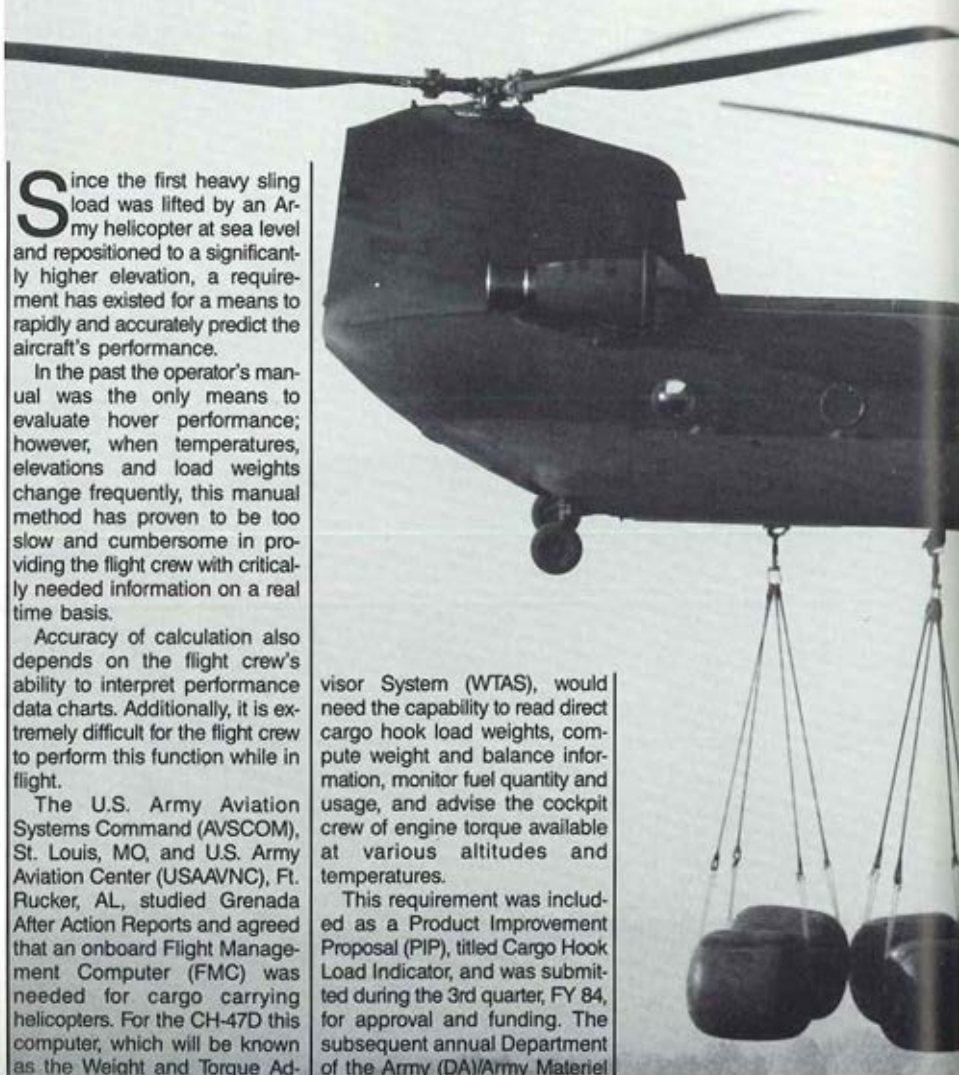 Since the first heavy sling
load was lifted by an Ar-
my helicopter at sea level
and repositioned to a significant-
ly higher elevation, a require-
ment has existed for a means to
rapidly and accurately predict the
aircraft's performance.
In the past the operator's man-
ual was the only means to
evaluate hover performance;
however, when temperatures,
elevations and load weights
change frequently, this manual
method has proven to be too
slow and cumbersome in pro-
viding the flight crew with critical-
ly needed information on a real
time basis.
Accuracy of calculation also
depends on the flight crew's
ability to interpret performance
data charts. Additionally, it is ex-
tremely difficult for the flight crew
to perform this function while in
flight.
The U.S. Army Aviation
Systems Command (AVSCOM),
St. Louis, MO, and U.S. Army
Aviation Center (USAAVNC), Ft.
Rucker, AL, studied Grenada
After Action Reports and agreed
that an onboard Flight Manage-
ment Computer (FMC) was
needed for cargo carrying
helicopters. For the CH-47D this
computer, which will be known
as the Weight and Torque Ad-
visor System (WTAS), would
need the capability to read direct
cargo hook load weights, com-
pute weight and balance infor-
mation, monitor fuel quantity and
usage, and advise the cockpit
crew of engine torque available
at various altitudes and
temperatures.
This requirement was includ-
ed as a Product Improvement
Proposal (PIP), titled Cargo Hook
Load Indicator, and was submit-
ted during the 3rd quarter, FY 84,
for approval and funding. The
subsequent annual Department
of the Army (DA)/Army Materiel